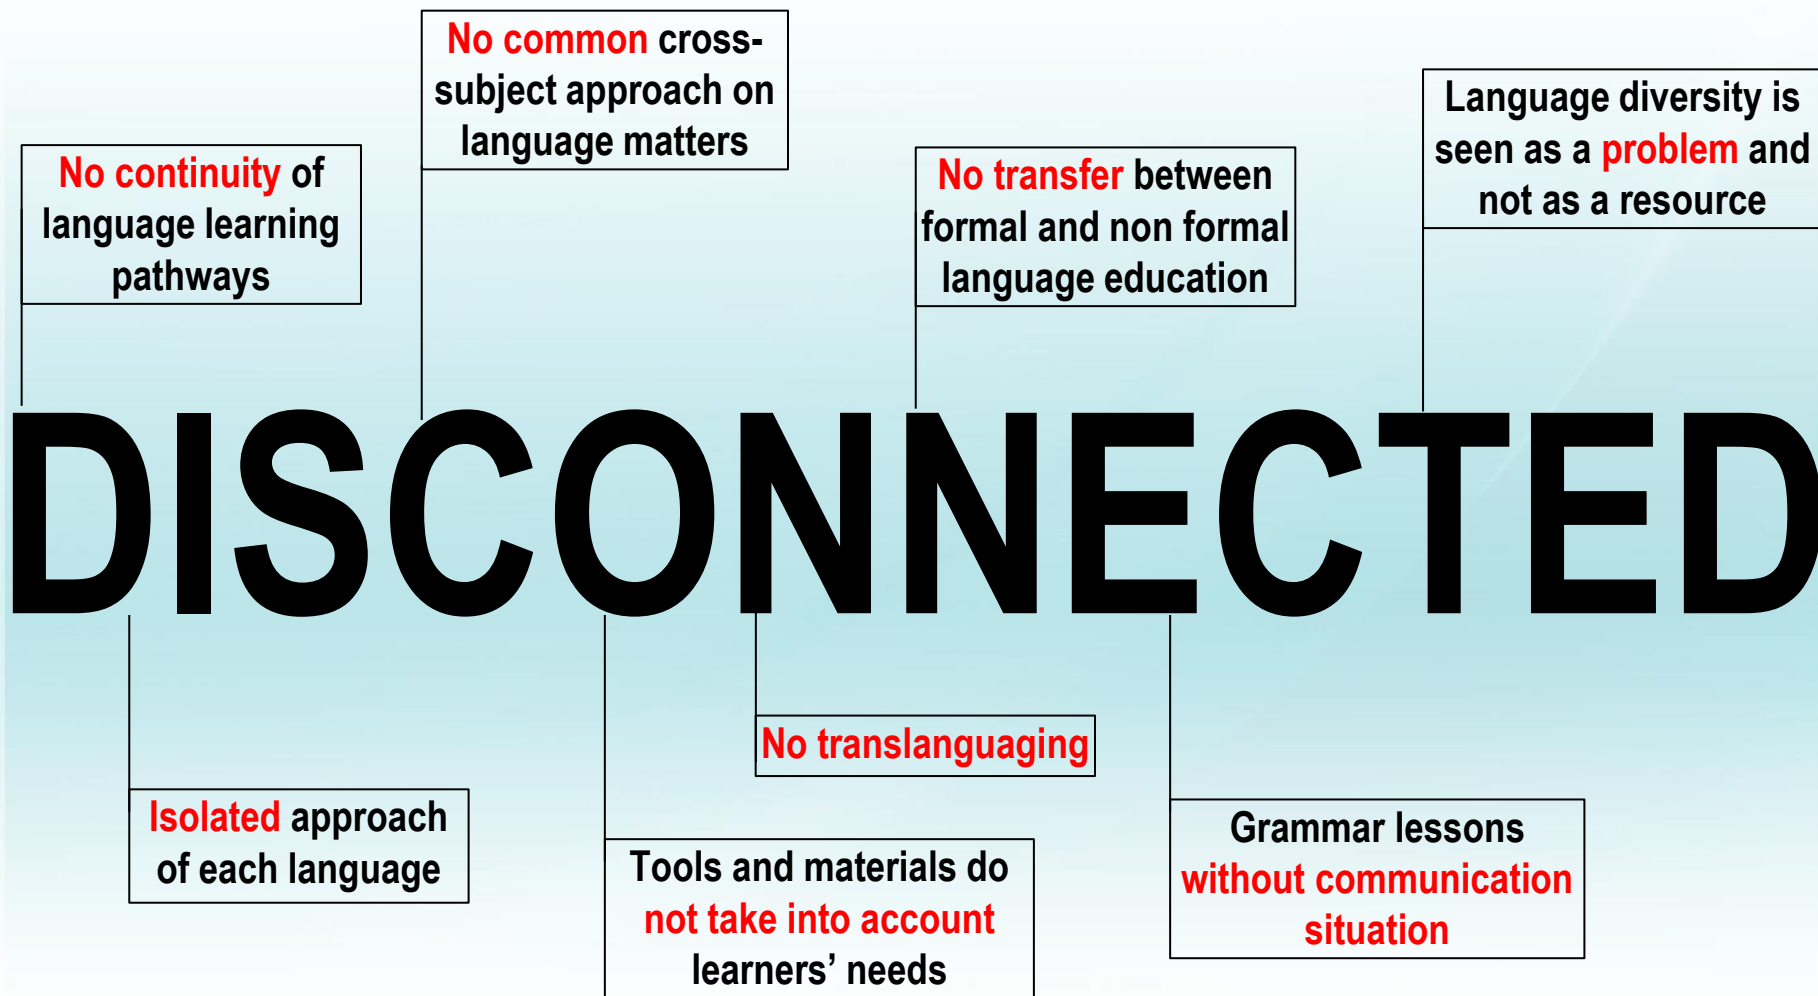 No common cross-
subject approach on
language matters
Language diversity is
seen as a problem and
not as a resource
No continuity of
language learning
pathways
No transfer between
formal and non formal
language education
DISCONNECTED
No translanguaging
Isolated approach
of each language
Tools and materials do
not take into account
learners’ needs
Grammar lessons
without communication
situation